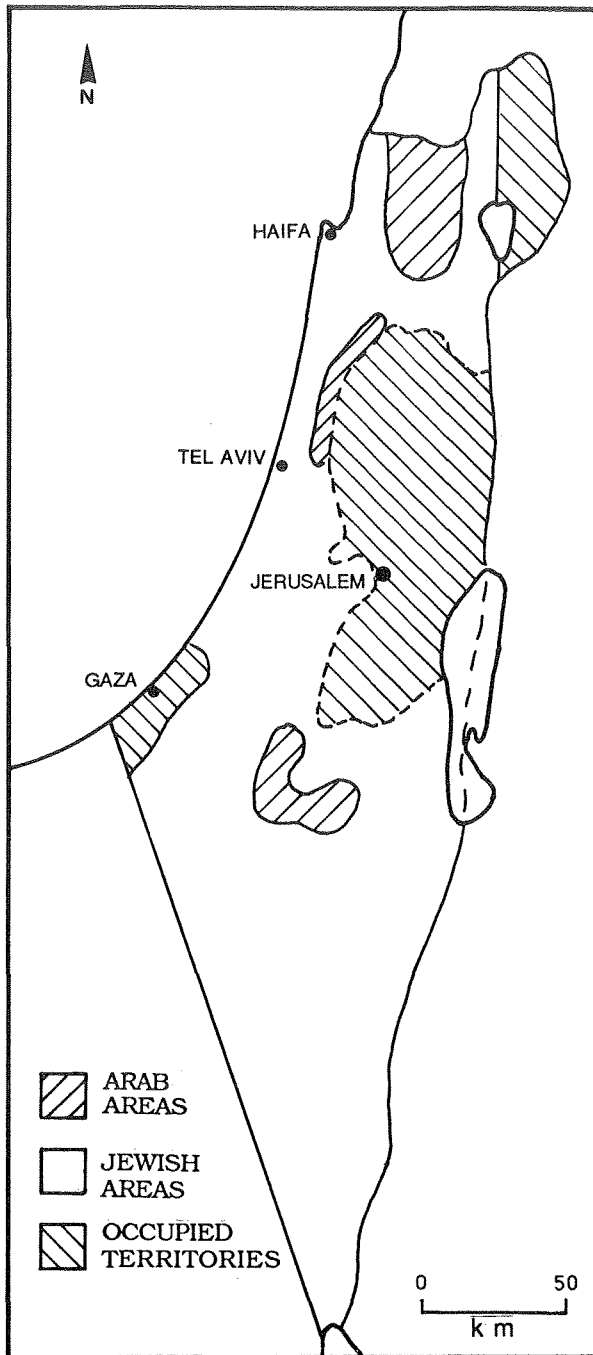 N
HAIFA
TEL AVIV
JERUSALEM
GAZA
ARAB
AREAS
JEWISH
AREAS
OCCUPIED
TERRITORIES
0 50
km